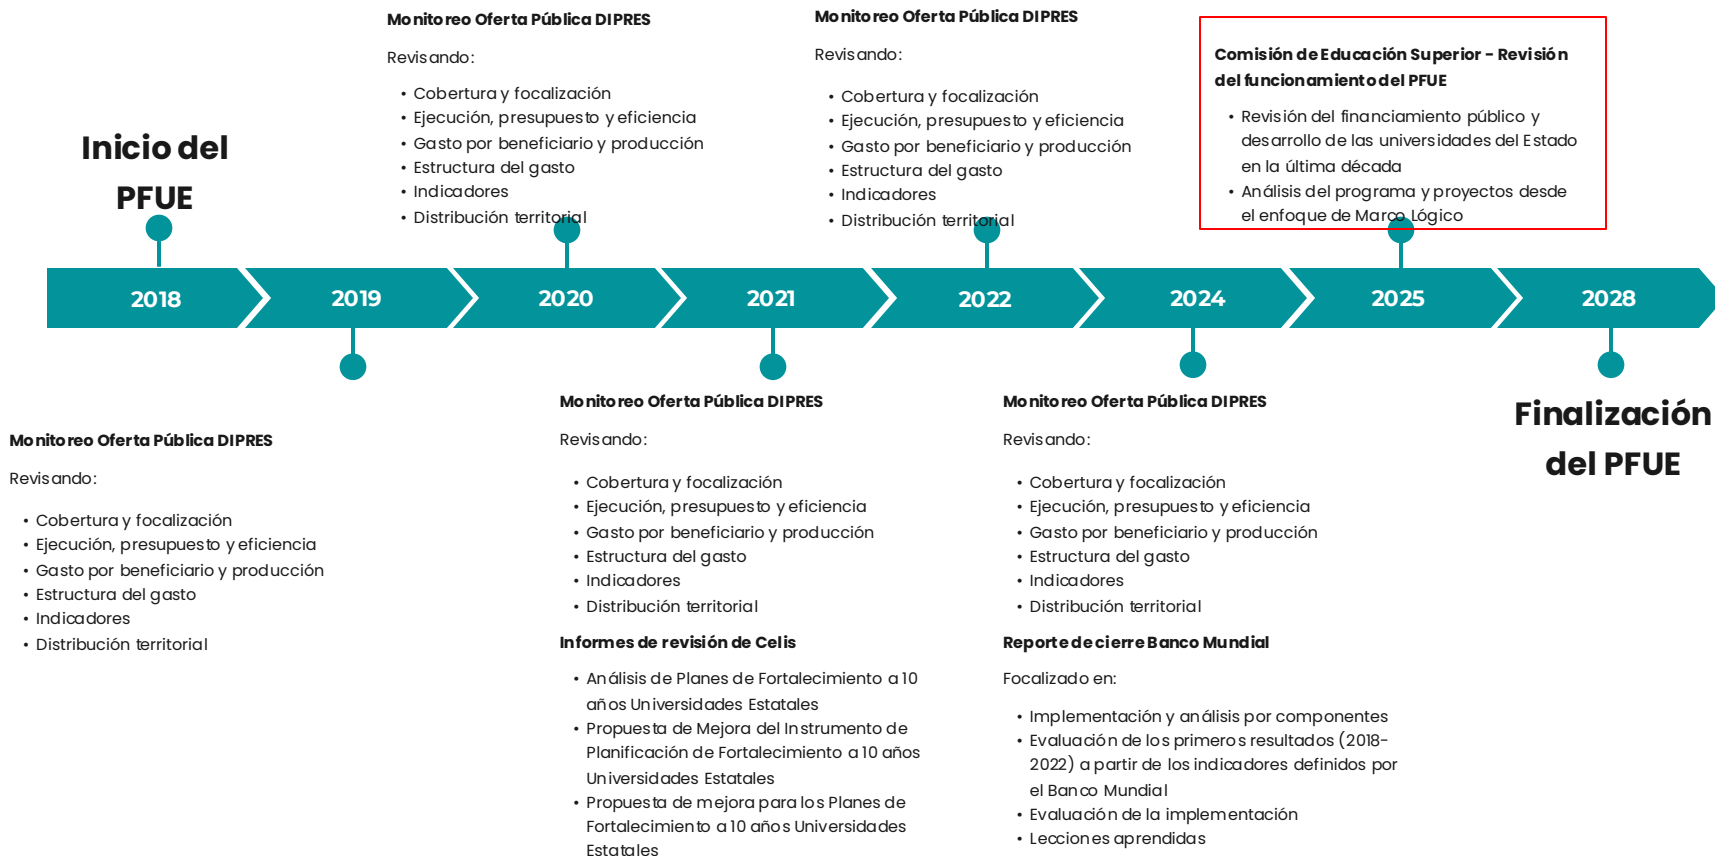 Monitoreo Oferta Pública DIPRES
Revisando:
• Cobertura y focalización
• Ejecución, presupuesto y eficiencia
• Gasto por beneficiario y producción
• Estructura del gasto
• Indicadores
• Distribución territorial
Monitoreo Oferta Pública DIPRES
Revisando:
• Cobertura y focalización
• Ejecución, presupuesto y eficiencia
• Gasto por beneficiario y producción
• Estructura del gasto
• Indicadores
• Distribución territorial
Comisión de Educación Superior - Revisión
del funcionamiento del PFUE
• Revisión del financiamiento público y
desarrollo de las universidades del Estado
en la última década
• Análisis del programa y proyectos desde
el enfoque de Marco Lógico
Inicio del
PFUE
2018
2019
2020
2021
2022
2024
2025
2028
Monitoreo Oferta Pública DIPRES
Revisando:
• Cobertura y focalización
• Ejecución, presupuesto y eficiencia
• Gasto por beneficiario y producción
• Estructura del gasto
• Indicadores
• Distribución territorial
Monitoreo Oferta Pública DIPRES
Revisando:
• Cobertura y focalización
• Ejecución, presupuesto y eficiencia
• Gasto por beneficiario y producción
• Estructura del gasto
• Indicadores
• Distribución territorial
Informes de revisión de Celis
• Análisis de Planes de Fortalecimiento a 10
años Universidades Estatales
• Propuesta de Mejora del Instrumento de
Planificación de Fortalecimiento a 10 años
Universidades Estatales
• Propuesta de mejora para los Planes de
Fortalecimiento a 10 años Universidades
Estatales
Monitoreo Oferta Pública DIPRES
Revisando:
• Cobertura y focalización
• Ejecución, presupuesto y eficiencia
• Gasto por beneficiario y producción
• Estructura del gasto
• Indicadores
• Distribución territorial
Reporte de cierre Banco Mundial
Focalizado en:
• Implementación y análisis por componentes
• Evaluación de los primeros resultados (2018-
2022) a partir de los indicadores definidos por
el Banco Mundial
• Evaluación de la implementación
• Lecciones aprendidas
Finalización
del PFUE